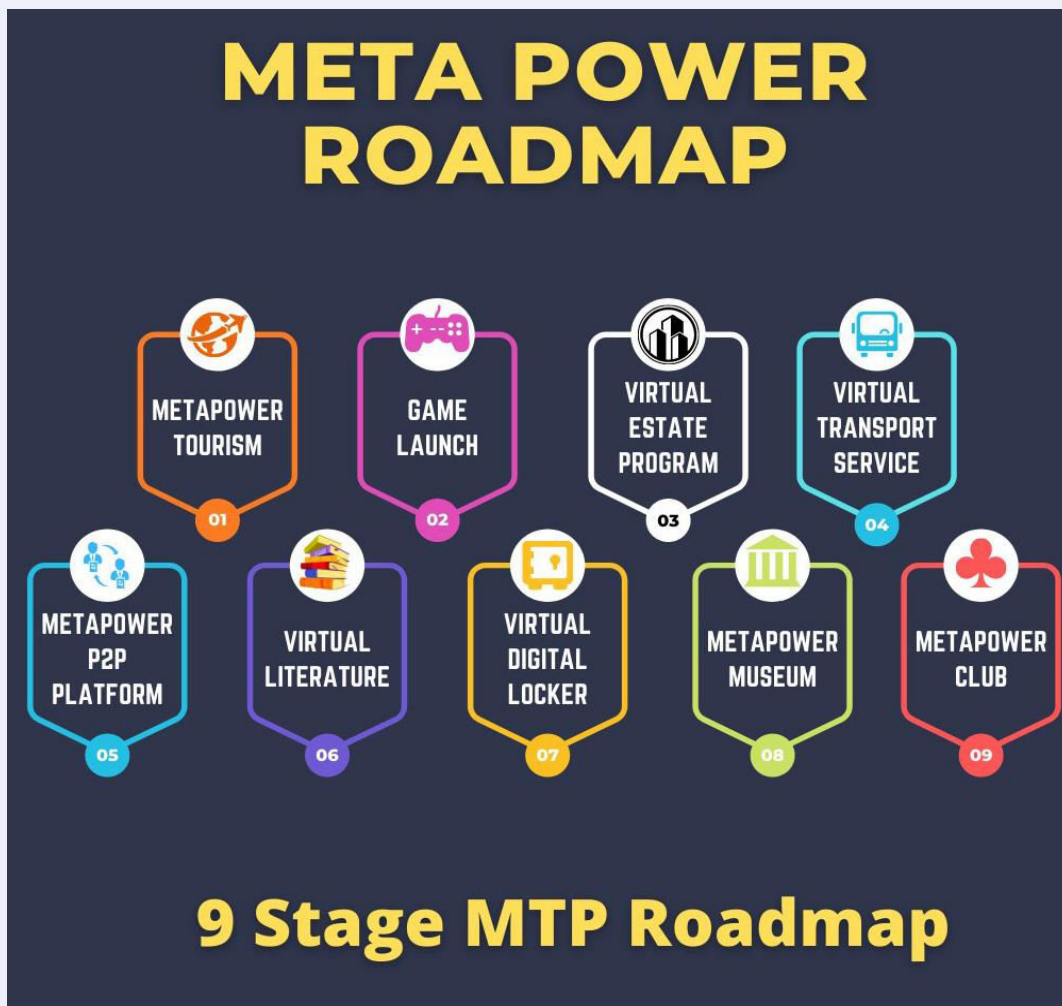 META POWER
ROADMAP
METAPOWER
TOURISM
01
GAME
LAUNCH
02
VIRTUAL
ESTATE
PROGRAM
03
VIRTUAL
TRANSPORT
SERVICE
04
METAPOWER
P2P
PLATFORM
05
VIRTUAL
LITERATURE
06
VIRTUAL
DIGITAL
LOCKER
07
METAPOWER
MUSEUM
08
METAPOWER
CLUB
09
9 Stage MTP Roadmap